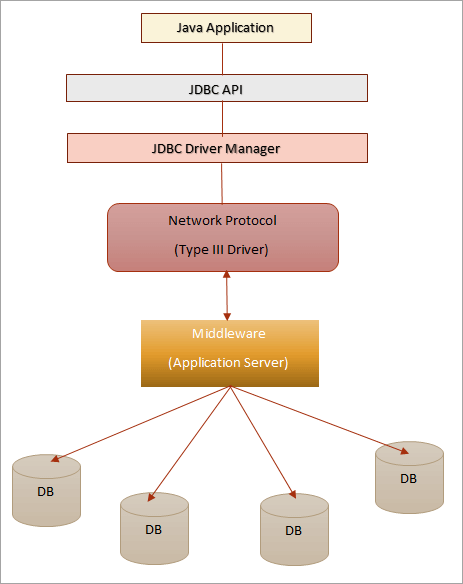 Java Application
JDBC API
JDBC Driver Manager
Network Protocol
(Type III Driver)
Middleware
(Application Server)
DB
DB
DB
DB